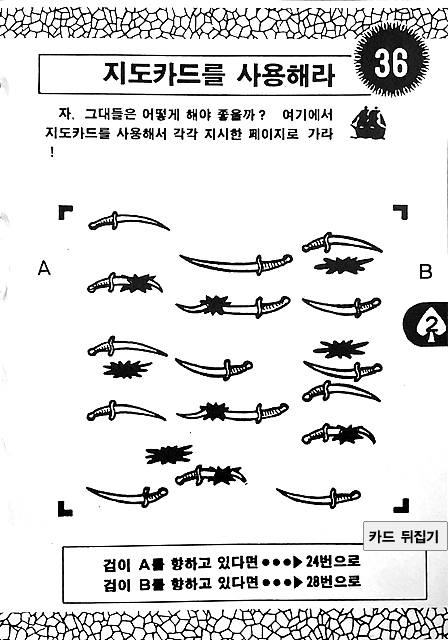 36
지도카드를 사용해라
자, 그대들은 어떻게 해야 좋을까? 여기에서
지도카드를 사용해서 각각 지시한 페이지로 가라
!
A
B
2
카드 뒤집기
검이 A를 향하고 있다면 ●●●▶ 24번으로
검이 B를 향하고 있다면 ●●●▶ 28번으로